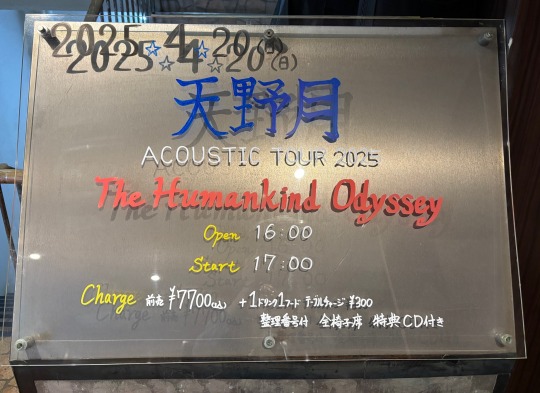 2025☆4☆20(日)
天野月
ACOUSTIC TOUR 2025
The Humankind Odyssey
Open 16:00
Start 17:00
Charge 前売 ¥7700(税込) +1ドリンク1フード テーブルチャージ ¥300
整理番号付 全椅子席 特典CD付き